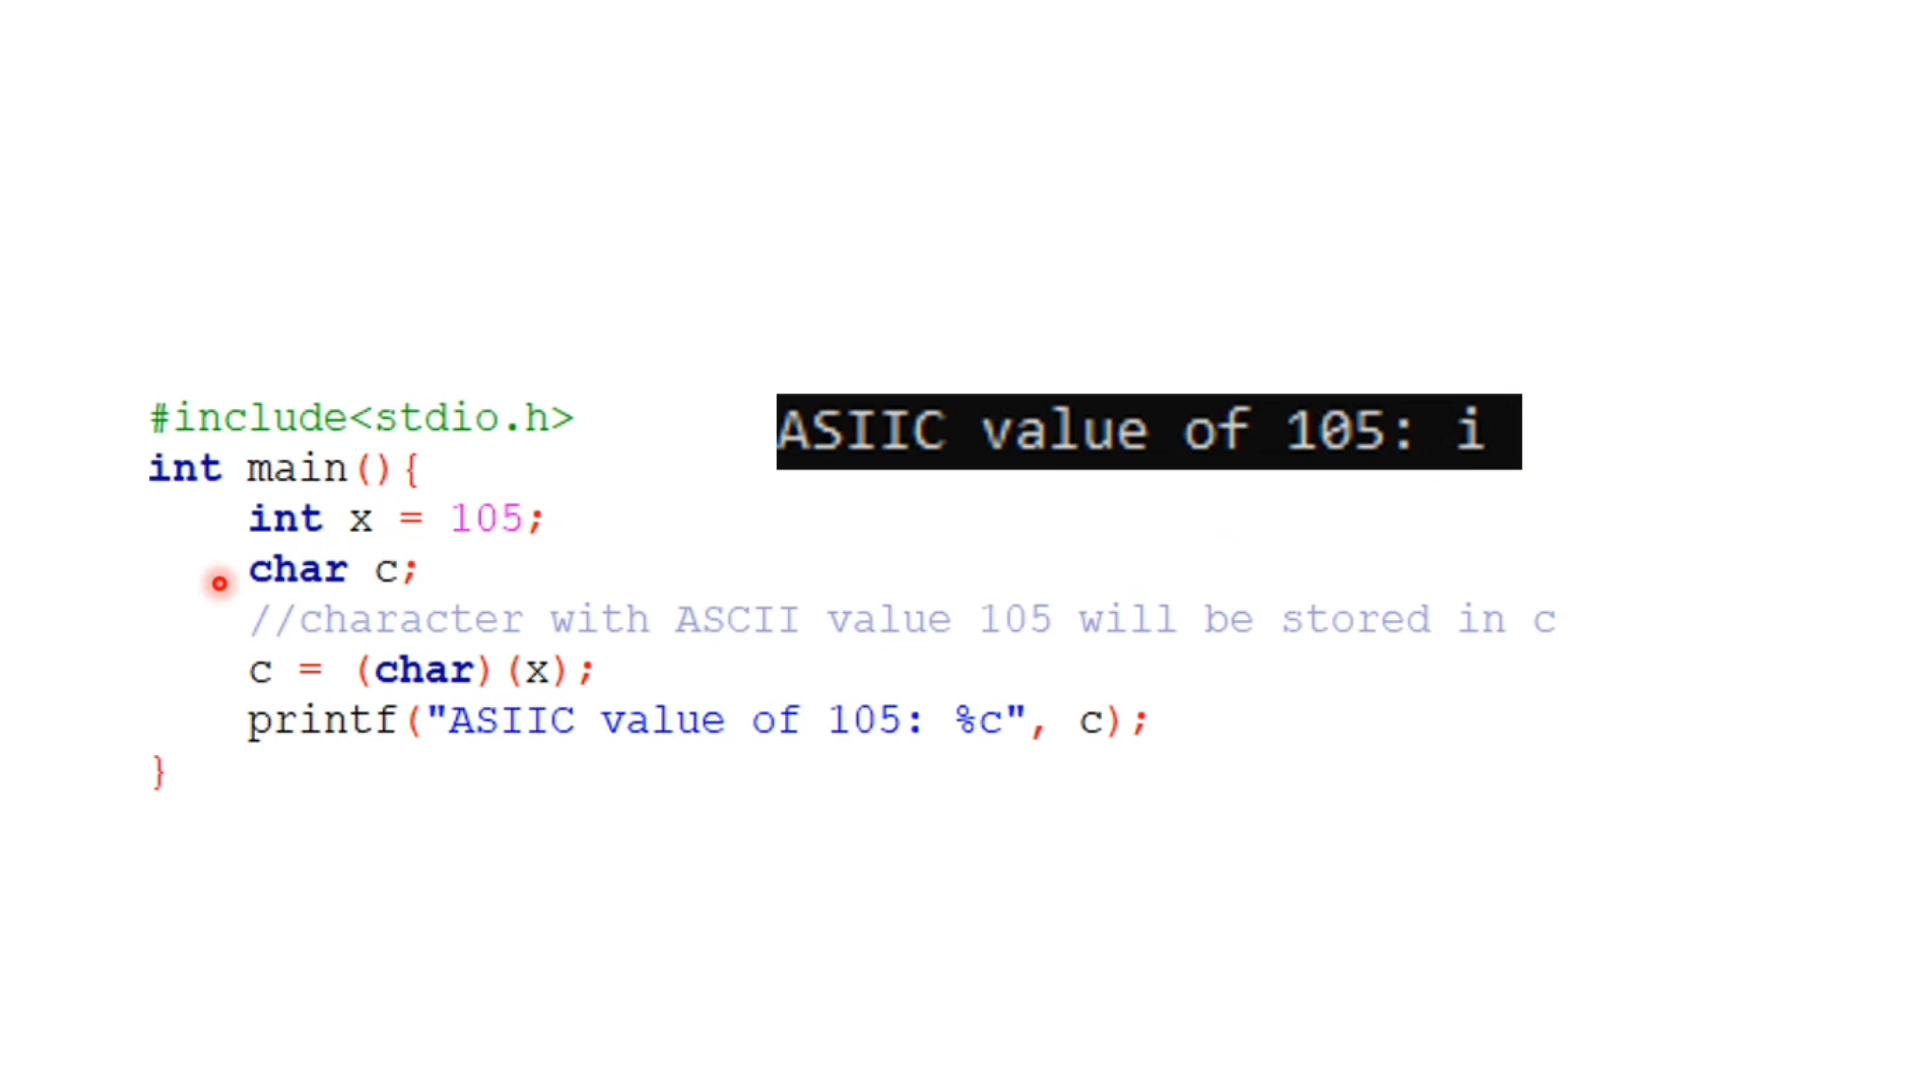 #include<stdio.h>
int main(){
    int x = 105;
    char c;
    //character with ASCII value 105 will be stored in c
    c = (char)(x);
    printf("ASIIC value of 105: %c", c);
}
ASIIC value of 105: i